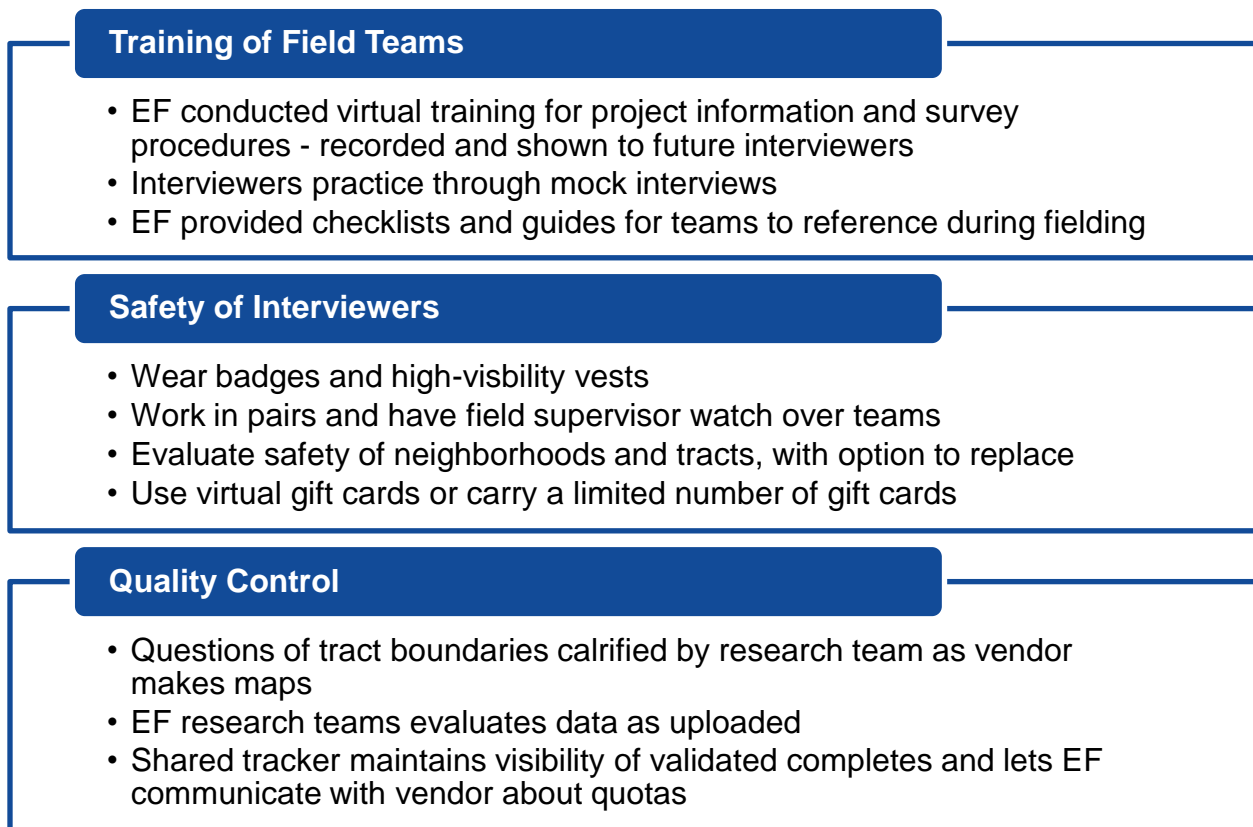 Training of Field Teams
• EF conducted virtual training for project information and survey
procedures - recorded and shown to future interviewers
• Interviewers practice through mock interviews
• EF provided checklists and guides for teams to reference during fielding
Safety of Interviewers
• Wear badges and high-visbility vests
• Work in pairs and have field supervisor watch over teams
• Evaluate safety of neighborhoods and tracts, with option to replace
• Use virtual gift cards or carry a limited number of gift cards
Quality Control
• Questions of tract boundaries calrified by research team as vendor
makes maps
• EF research teams evaluates data as uploaded
• Shared tracker maintains visibility of validated completes and lets EF
communicate with vendor about quotas